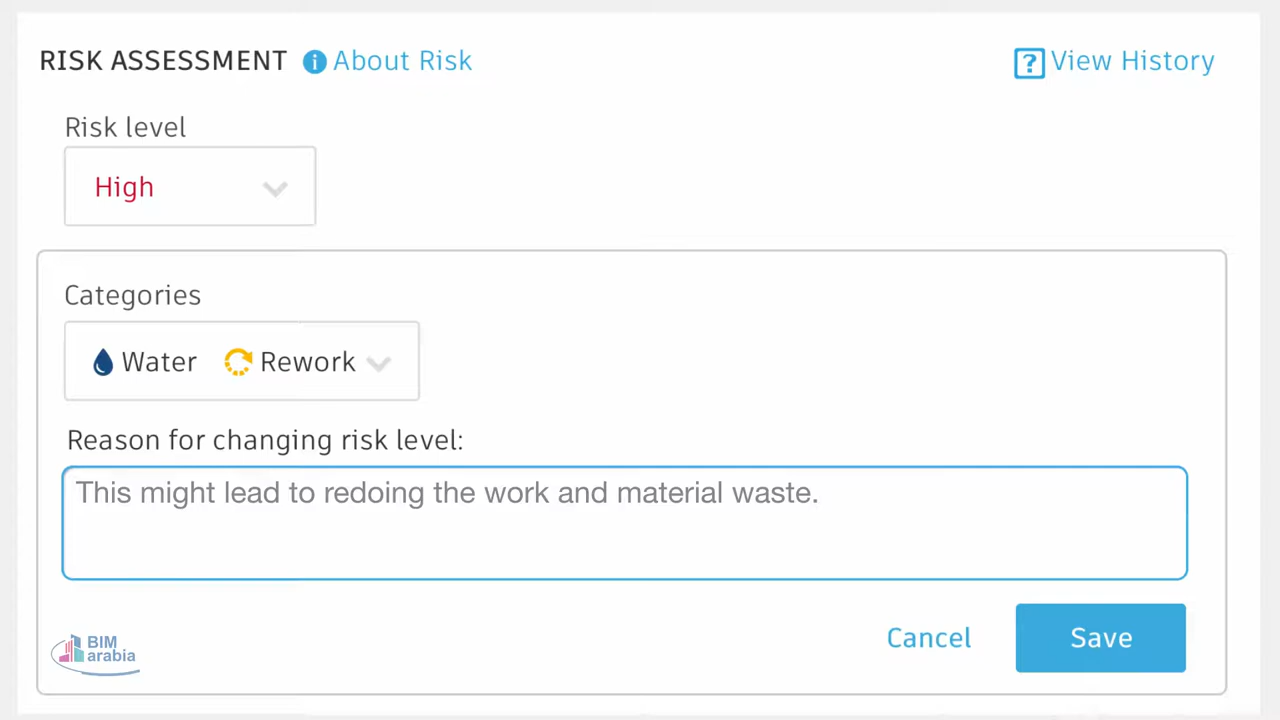 RISK ASSESSMENT About Risk View History
Risk level
High
Categories
Water Rework
Reason for changing risk level:
This might lead to redoing the work and material waste.
Cancel Save
BIM
arabia